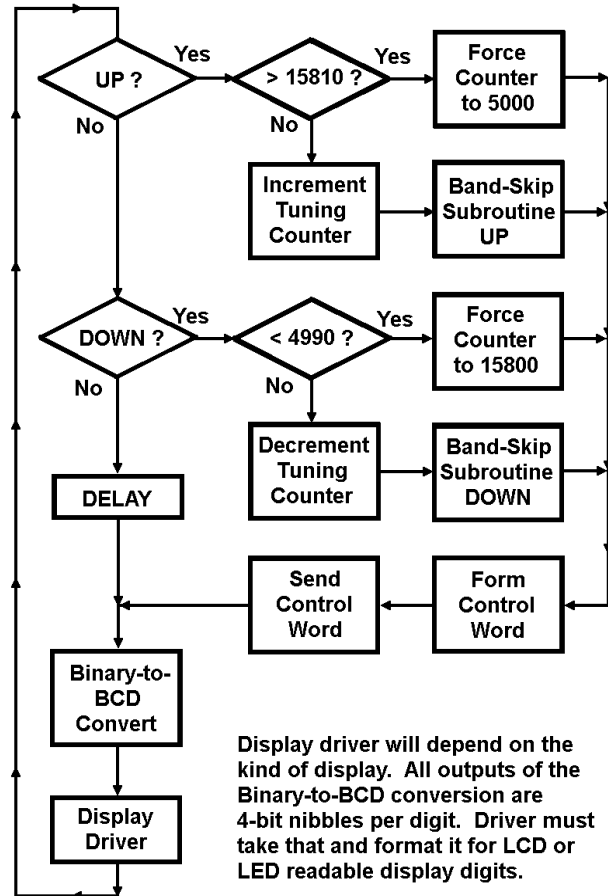 UP ?
Yes
> 15810 ?
Yes
Force
Counter
to 5000
No
No
Increment
Tuning
Counter
Band-Skip
Subroutine
UP
DOWN ?
Yes
< 4990 ?
Yes
Force
Counter
to 15800
No
No
Decrement
Tuning
Counter
Band-Skip
Subroutine
DOWN
DELAY
Send
Control
Word
Form
Control
Word
Binary-to-
BCD
Convert
Display
Driver
Display driver will depend on the
kind of display.  All outputs of the
Binary-to-BCD conversion are
4-bit nibbles per digit.  Driver must
take that and format it for LCD or
LED readable display digits.